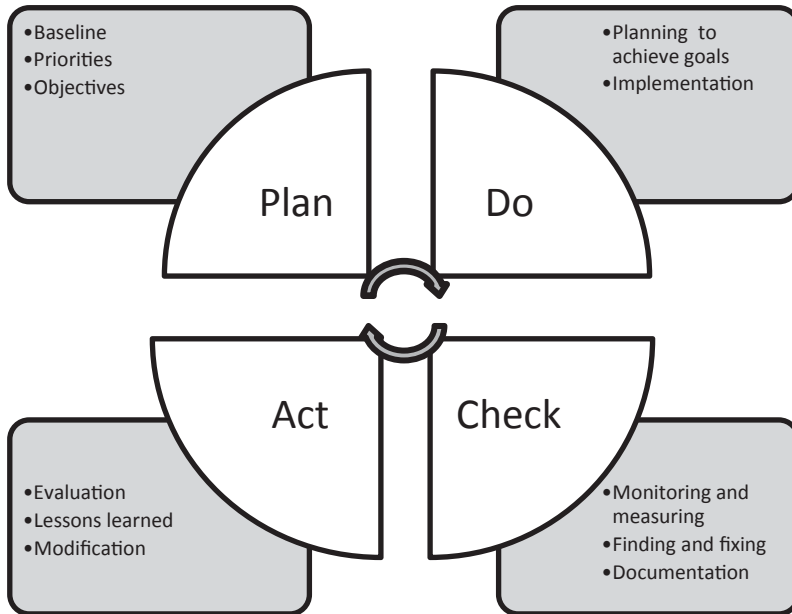 •Baseline
•Priorities
•Objectives
•Planning to
achieve goals
•Implementation
Plan
Do
Act
Check
•Evaluation
•Lessons learned
•Modification
•Monitoring and
measuring
•Finding and fixing
•Documentation